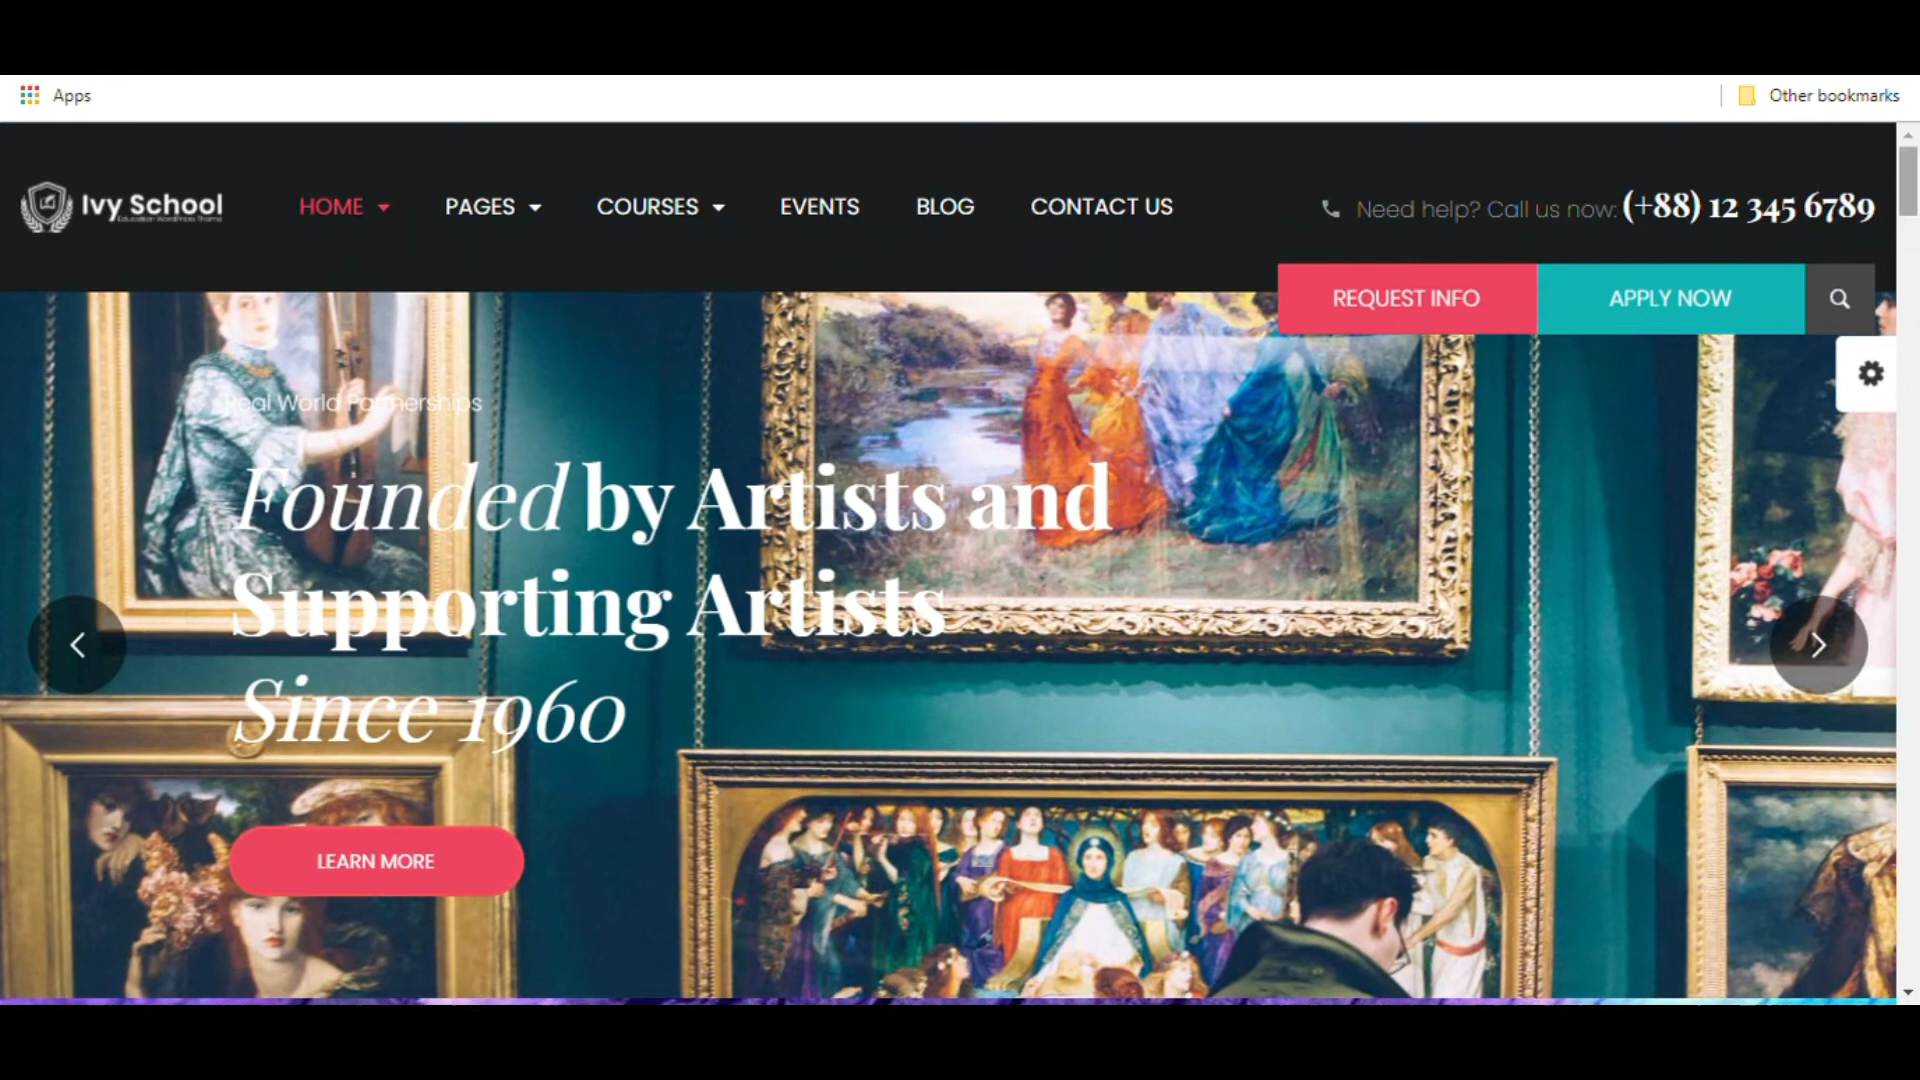 Apps
Other bookmarks
Ivy School
Education WordPress Theme
HOME
PAGES
COURSES
EVENTS
BLOG
CONTACT US
Need help? Call us now: (+88) 12 345 6789
REQUEST INFO
APPLY NOW
Real World Partnerships
Founded by Artists and
Supporting Artists
Since 1960
LEARN MORE